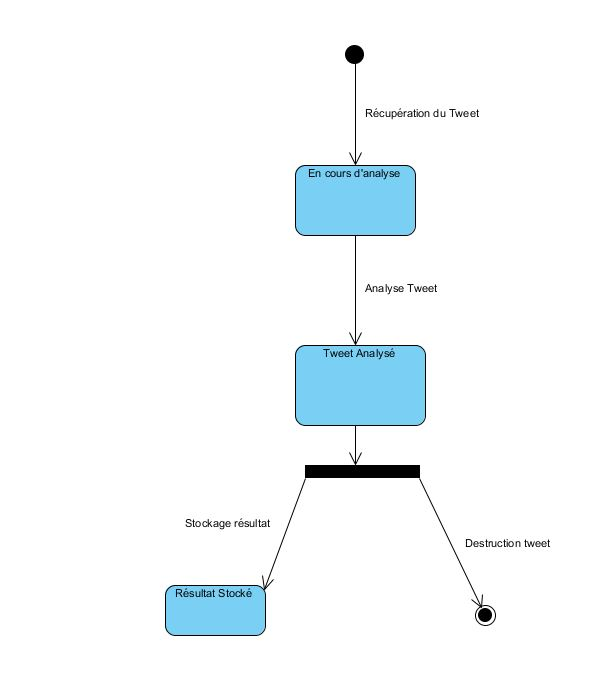 Récupération du Tweet
En cours d'analyse
Analyse Tweet
Tweet Analysé
Stockage résultat
Destruction tweet
Résultat Stocké